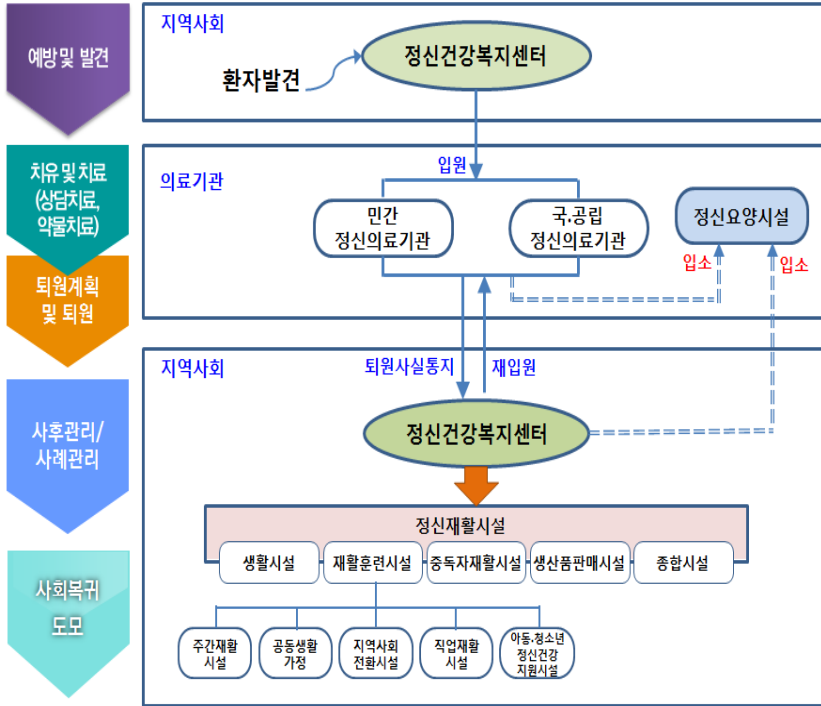 예방 및 발견
지역사회
정신건강복지센터
환자발견
치유 및 치료
(상담치료,
약물치료)
의료기관
입원
민간
정신의료기관
국.공립
정신의료기관
정신요양시설
입소
입소
퇴원계획
및 퇴원
지역사회
퇴원사실통지
재입원
사후관리/
사례관리
정신건강복지센터
정신재활시설
생활시설
재활훈련시설
중독자재활시설
생산품판매시설
종합시설
사회복귀
도모
주간재활
시설
공동생활
가정
지역사회
전환시설
직업재활
시설
아동.청소년
정신건강
지원시설